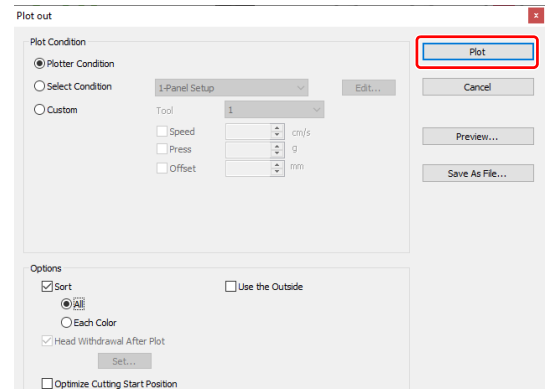 Plot out
x
Plot Condition
Plotter Condition
Select Condition 1-Panel Setup Edit...
Custom Tool 1
Speed cm/s
Press g
Offset mm
Plot
Cancel
Preview...
Save As File...
Options
Sort Use the Outside
All
Each Color
Head Withdrawal After Plot
Set...
Optimize Cutting Start Position